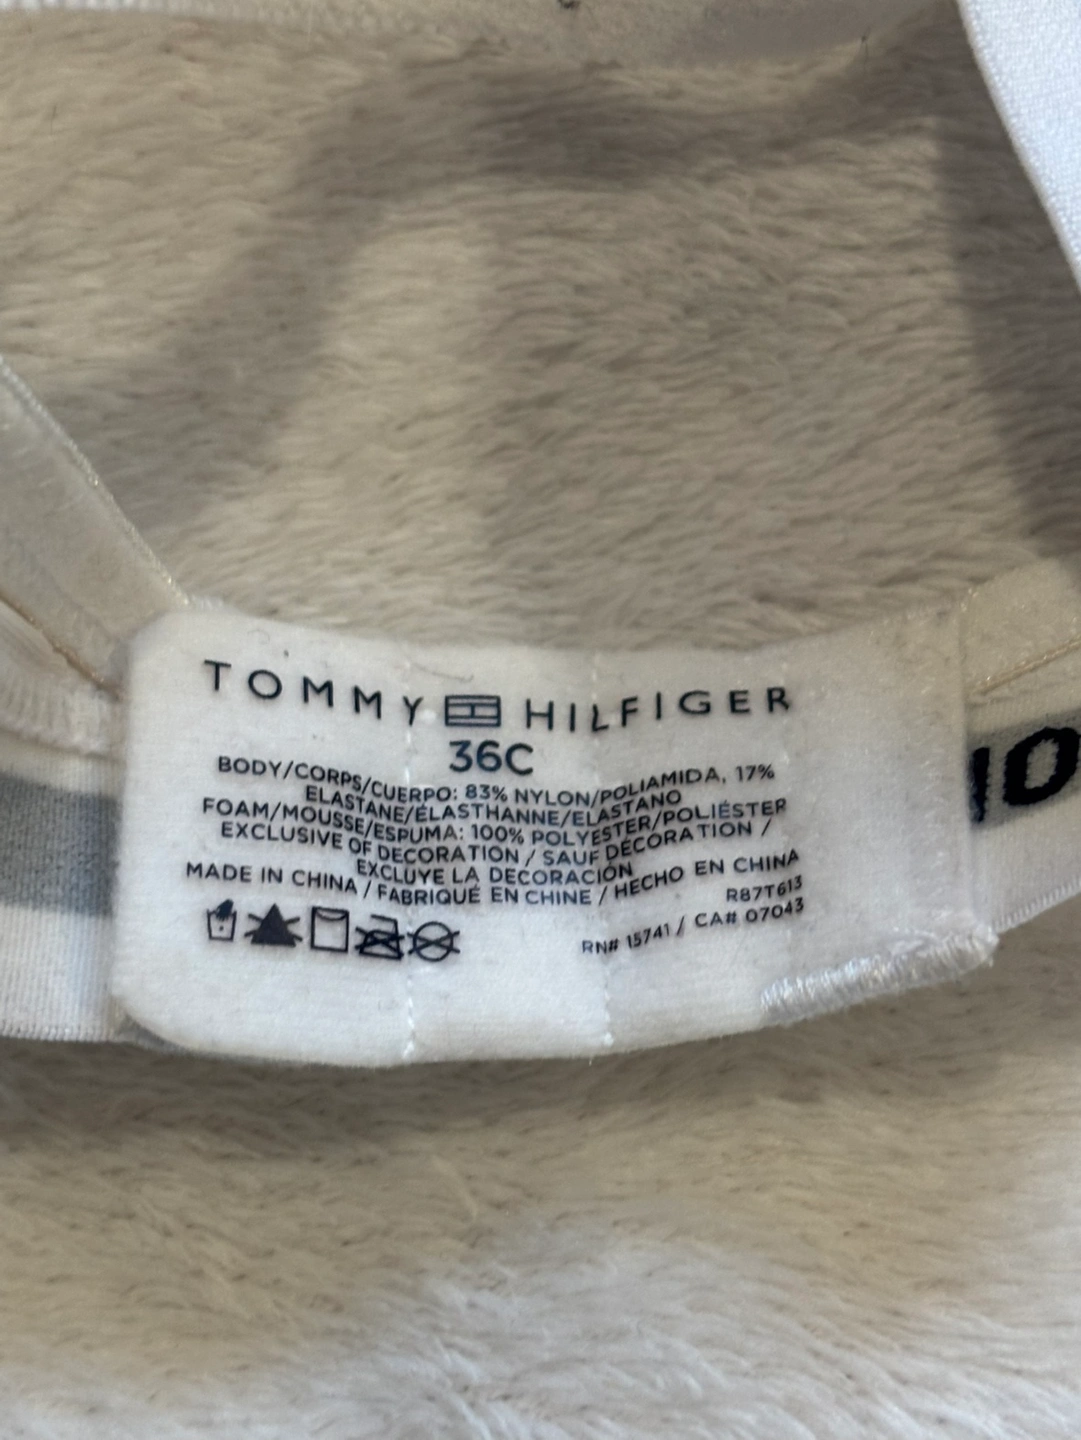 TOMMY HILFIGER
36C
BODY/CORPS/CUERPO: 83% NYLON/POLIAMIDA, 17%
ELASTANE/ÉLASTHANNE/ELASTANO
FOAM/MOUSSE/ESPUMA: 100% POLYESTER/POLIÉSTER
EXCLUSIVE OF DECORATION / SAUF DÉCORATION /
EXCLUYE LA DECORACIÓN
MADE IN CHINA / FABRIQUÉ EN CHINE / HECHO EN CHINA
R87T613
RN# 15741 / CA# 07043